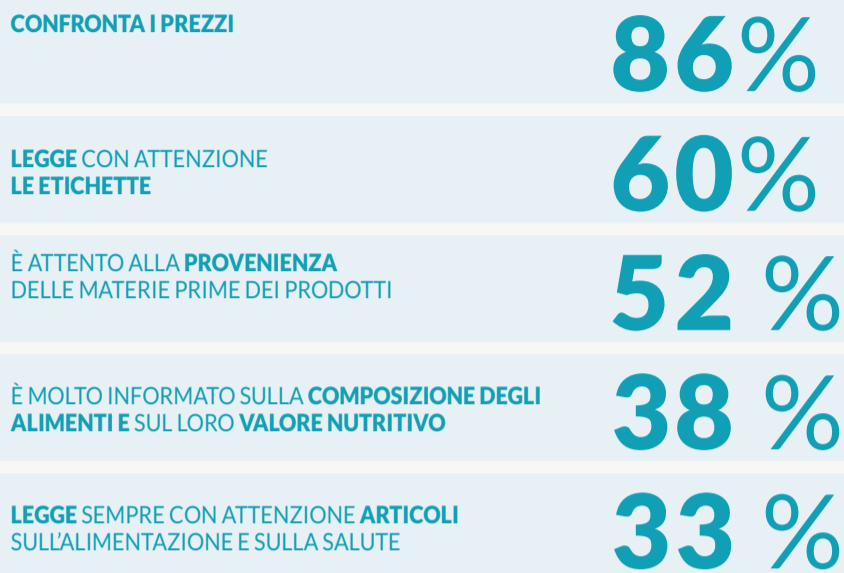 CONFRONTA I PREZZI
86%
LEGGE CON ATTENZIONE
LE ETICHETTE
60%
È ATTENTO ALLA PROVENIENZA
DELLE MATERIE PRIME DEI PRODOTTI
52 %
È MOLTO INFORMATO SULLA COMPOSIZIONE DEGLI
ALIMENTI E SUL LORO VALORE NUTRITIVO
38 %
LEGGE SEMPRE CON ATTENZIONE ARTICOLI
SULL'ALIMENTAZIONE E SULLA SALUTE
33 %